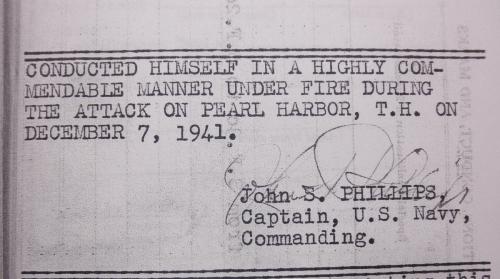 CONDUCTED HIMSELF IN A HIGHLY COM-
MENDABLE MANNER UNDER FIRE DURING
THE ATTACK ON PEARL HARBOR, T.H. ON
DECEMBER 7, 1941.
John S. PHILLIPS,
Captain, U.S. Navy,
Commanding.
this